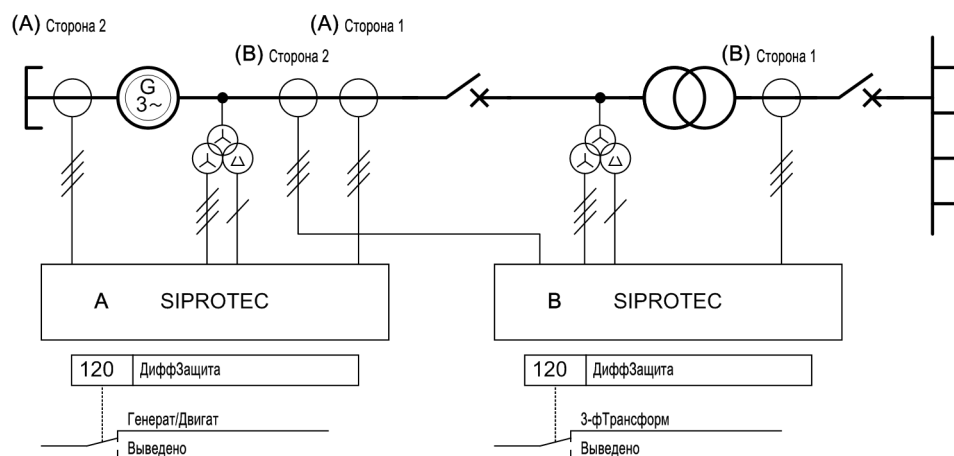 (A) Сторона 2
(A) Сторона 1
(B) Сторона 2
(B) Сторона 1
G
3~
A SIPROTEC
B SIPROTEC
120 ДиффЗащита
120 ДиффЗащита
Генерат/Двигат
Выведено
3-фТрансформ
Выведено